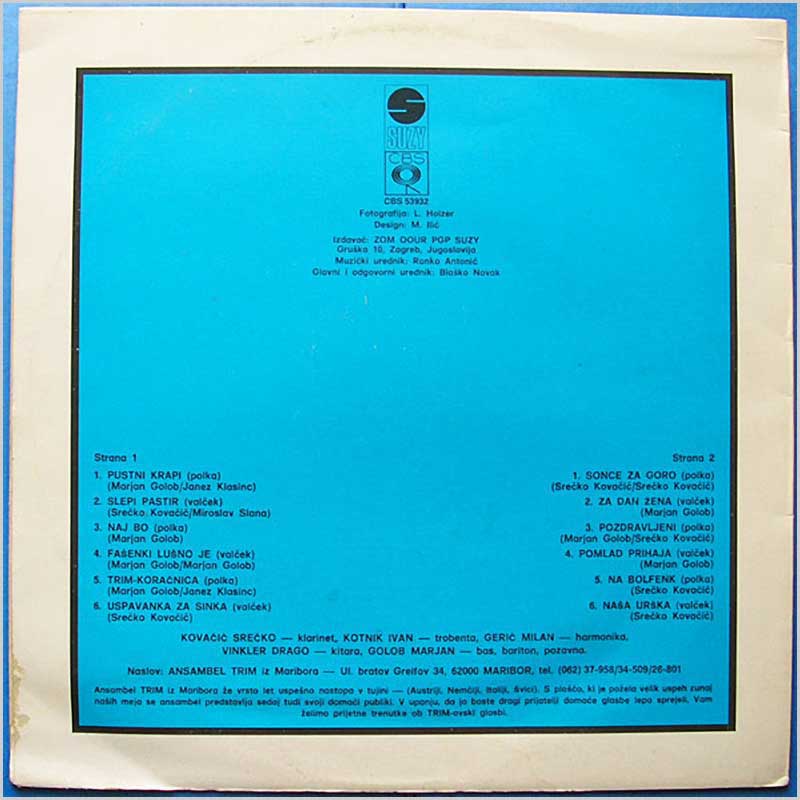 S
SUZY
CBS
CBS 53932
Fotografija: L. Holzer
Design: M. Ilić
Izdavač: ZOM OOUR PGP SUZY
Gruška 10, Zagreb, Jugoslavija
Muzički urednik: Ranko Antonić
Glavni i odgovorni urednik: Blaško Novak
Strana 1
1. PUSTNI KRAPI (polka)
(Marjan Golob/Janez Klasinc)
2. SLEPI PASTIR (valček)
(Srečko Kovačič/Miroslav Slana)
3. NAJ BO (polka)
(Marjan Golob)
4. FAŠENKI LUŠNO JE (valček)
(Marjan Golob/Marjan Golob)
5. TRIM-KORAČNICA (polka)
(Marjan Golob/Janez Klasinc)
6. USPAVANKA ZA SINKA (valček)
(Srečko Kovačič)
Strana 2
1. SONCE ZA GORO (polka)
(Srečko Kovačič/Srečko Kovačič)
2. ZA DAN ŽENA (valček)
(Marjan Golob)
3. POZDRAVLJENI (polka)
(Marjan Golob/Srečko Kovačič)
4. POMLAD PRIHAJA (valček)
(Marjan Golob)
5. NA BOLFENK (polka)
(Srečko Kovačič)
6. NAŠA URŠKA (valček)
(Srečko Kovačič)
KOVAČIČ SREČKO — klarinet, KOTNIK IVAN — trobenta, GERIČ MILAN — harmonika,
VINKLER DRAGO — kitara, GOLOB MARJAN — bas, bariton, pozavna.
Naslov: ANSAMBEL TRIM iz Maribora — Ul. bratov Greifov 34, 62000 MARIBOR, tel. (062) 37-958/34-509/26-801
Ansambel TRIM iz Maribora že vrsto let uspešno nastopa v tujini — (Austriji, Nemčiji, Italiji, Švici). S ploščo, ki je požela velik uspeh zunaj
naših meja se ansambel predstavlja sedaj tudi svoji domači publiki. V upanju, da jo boste dragi prijatelji domače glasbe lepo sprejeli, Vam
želimo prijetne trenutke ob TRIM-ovski glasbi.